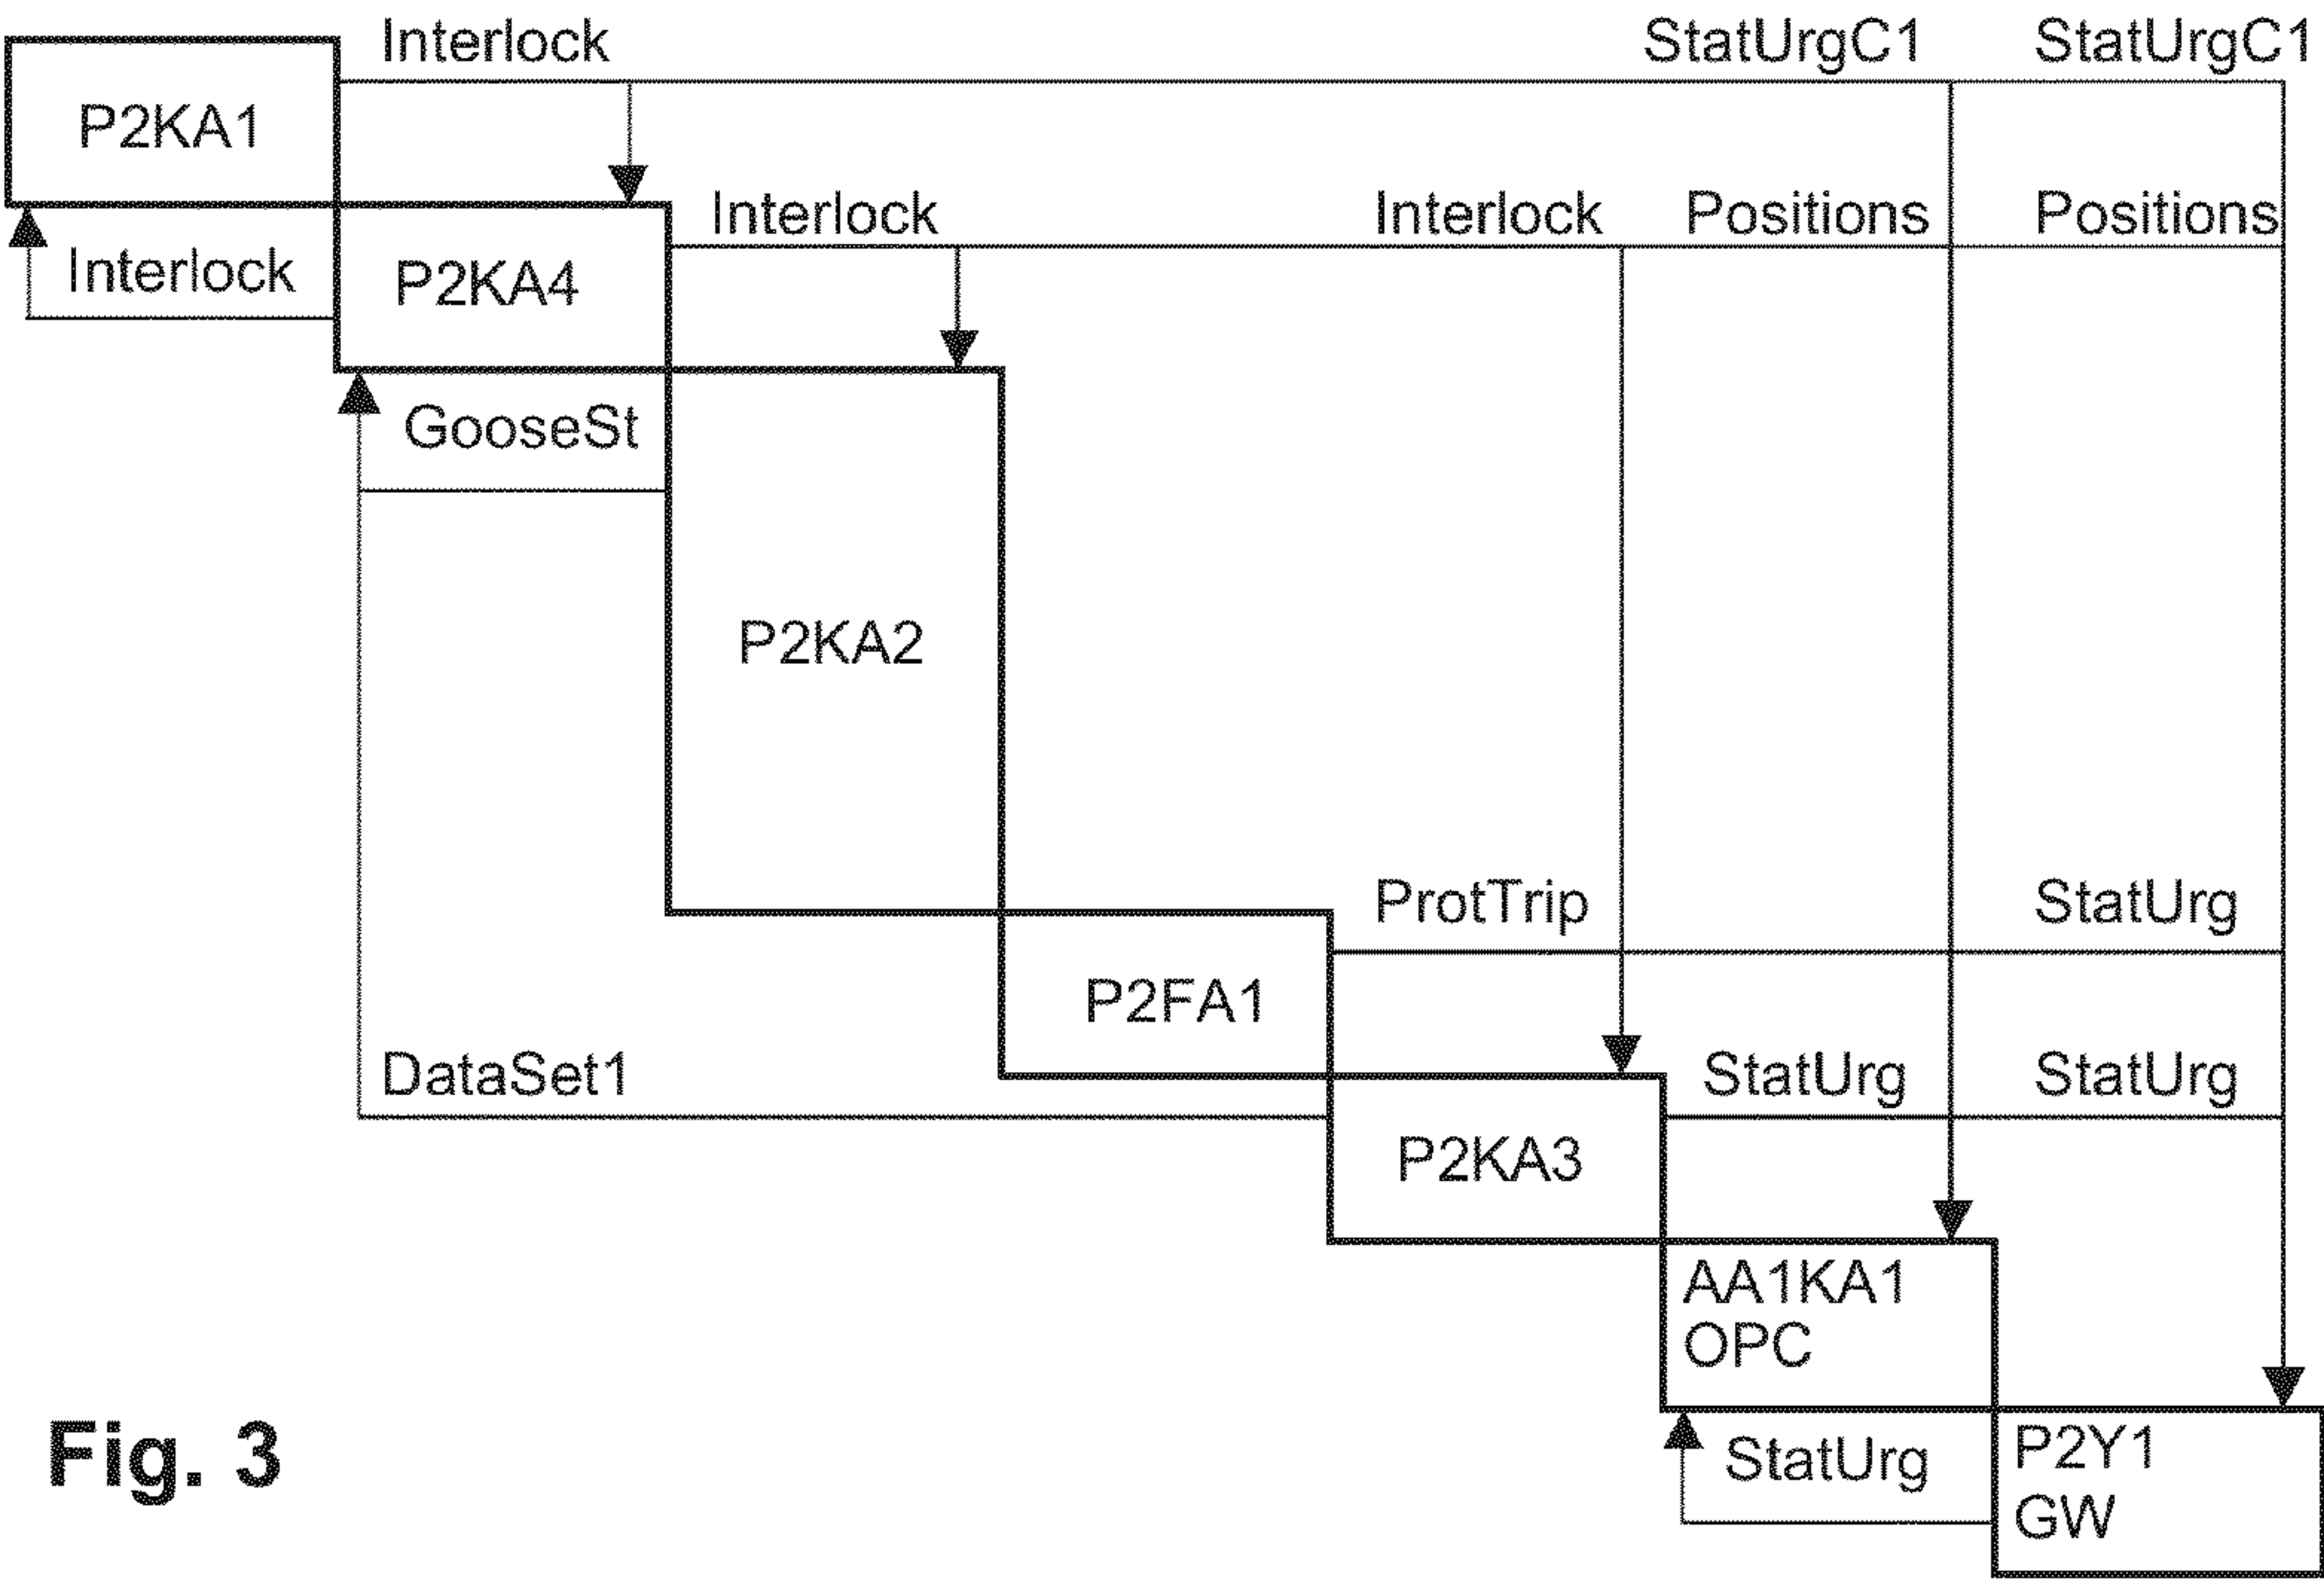 Interlock StatUrgC1 StatUrgC1
P2KA1
Interlock Interlock Positions Positions
Interlock P2KA4
GooseSt
P2KA2
ProtTrip StatUrg
P2FA1
DataSet1 StatUrg StatUrg
P2KA3
AA1KA1
OPC
P2Y1
StatUrg
GW
Fig. 3